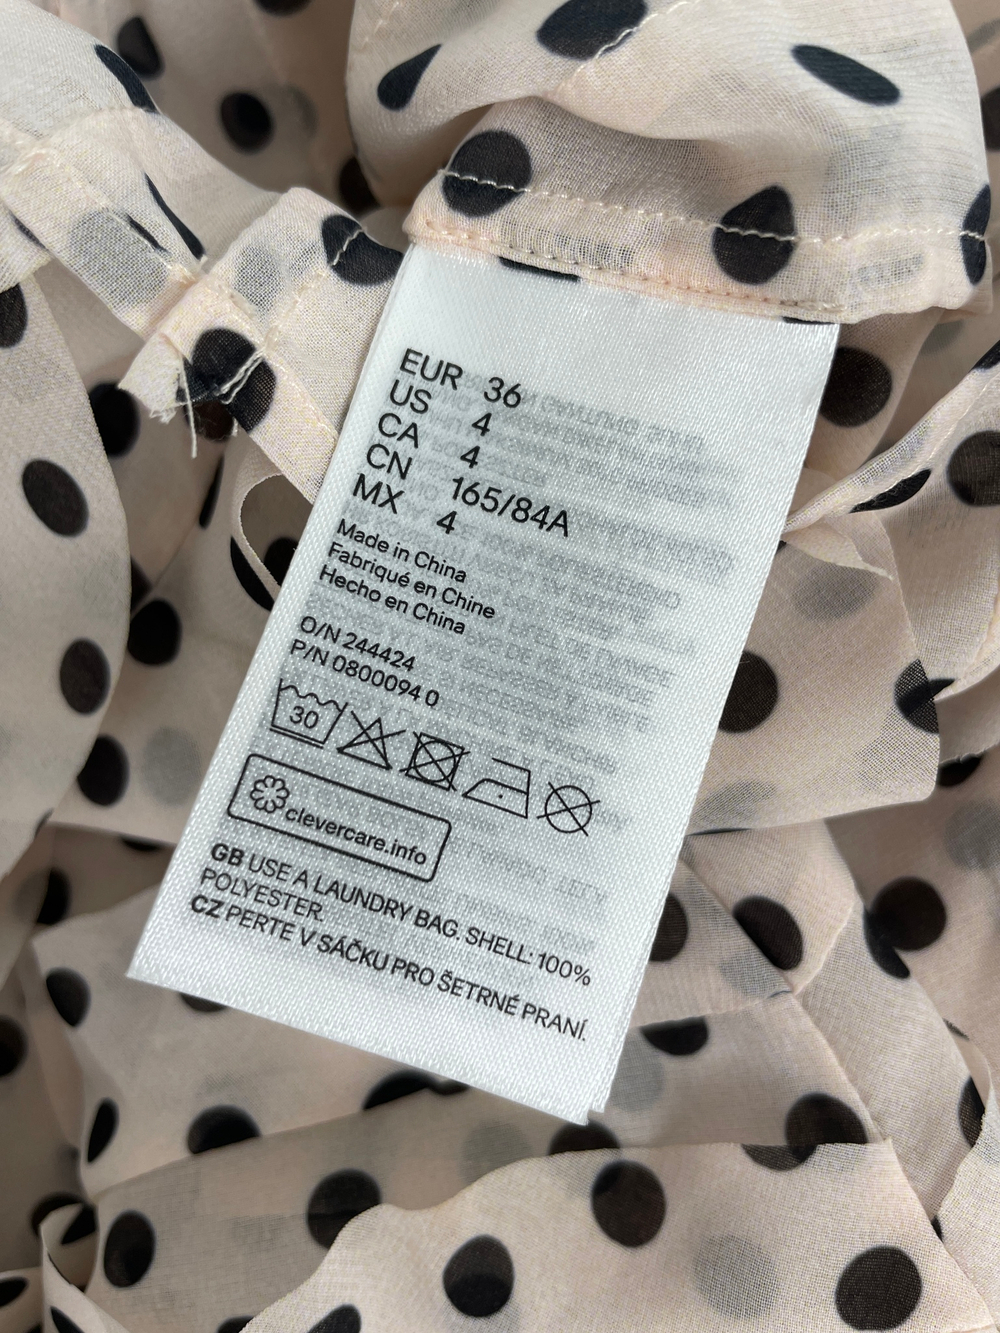 EUR 36
US 4
CA 4
CN 165/84A
MX 4
Made in China
Fabriqué en Chine
Hecho en China
O/N 244424
P/N 0800094 0
30
clevercare.info
GB USE A LAUNDRY BAG. SHELL: 100%
POLYESTER.
CZ PERTE V SÁČKU PRO ŠETRNÉ PRANÍ.